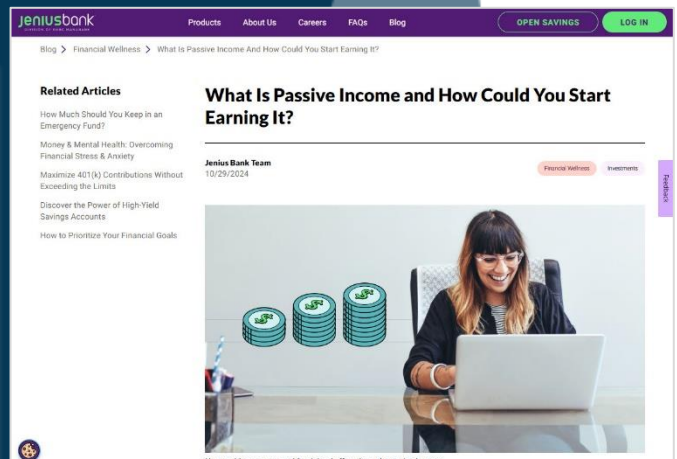 jeniusbank
DIVISION OF BANK MANUBANK
Products About Us Careers FAQs Blog OPEN SAVINGS LOG IN
Blog > Financial Wellness > What Is Passive Income And How Could You Start Earning It?
Related Articles
How Much Should You Keep in an
Emergency Fund?
Money & Mental Health: Overcoming
Financial Stress & Anxiety
Maximize 401(k) Contributions Without
Exceeding the Limits
Discover the Power of High-Yield
Savings Accounts
How to Prioritize Your Financial Goals
What Is Passive Income and How Could You Start
Earning It?
Jenius Bank Team
10/29/2024
Financial Wellness Investments
Feedback
$ $ $